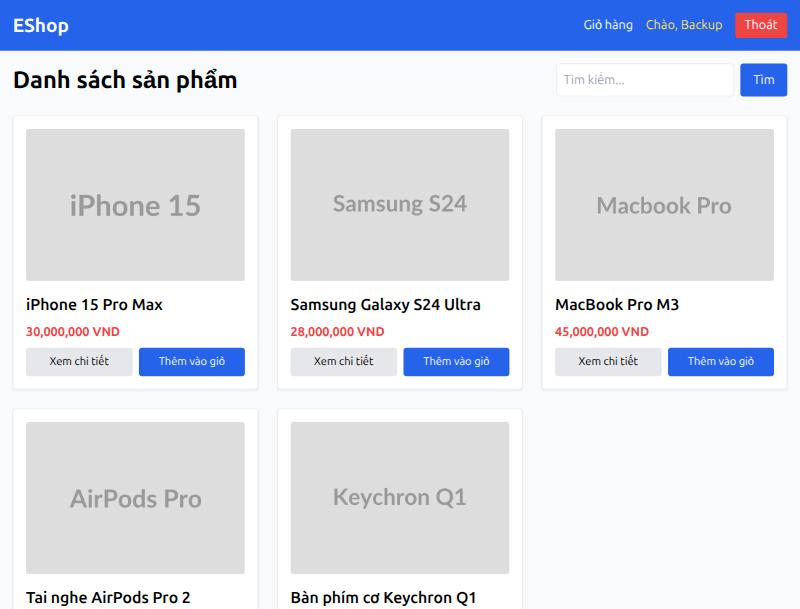 EShop
Giỏ hàng
Chào, Backup
Thoát
Danh sách sản phẩm
Tìm kiếm...
Tìm
iPhone 15
Samsung S24
Macbook Pro
iPhone 15 Pro Max
Samsung Galaxy S24 Ultra
MacBook Pro M3
30,000,000 VND
28,000,000 VND
45,000,000 VND
Xem chi tiết
Thêm vào giỏ
Xem chi tiết
Thêm vào giỏ
Xem chi tiết
Thêm vào giỏ
AirPods Pro
Keychron Q1
Tai nghe AirPods Pro 2
Bàn phím cơ Keychron Q1